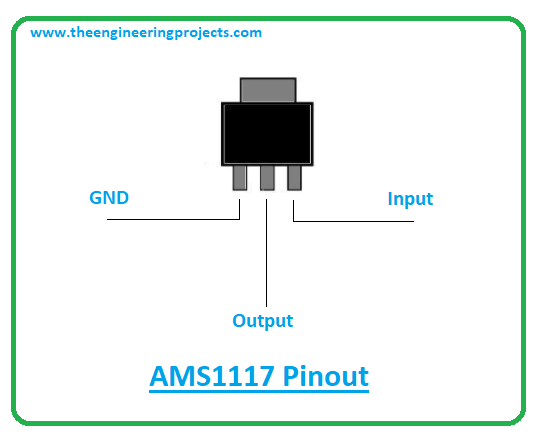 www.theengineeringprojects.com
GND
Input
Output
AMS1117 Pinout